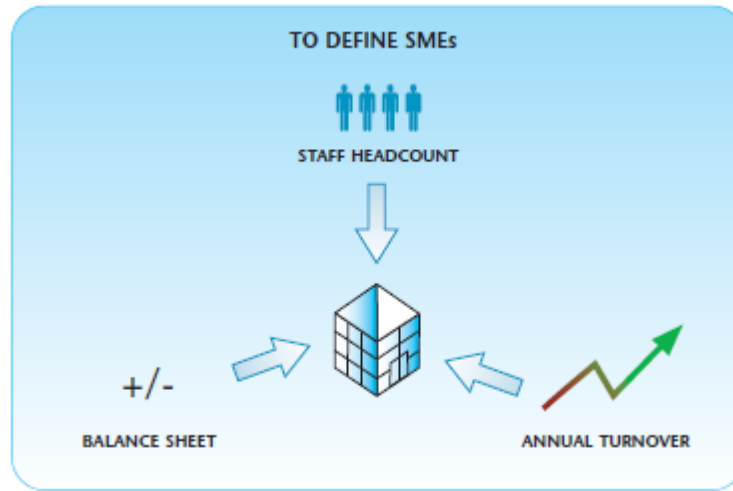 TO DEFINE SMEs
STAFF HEADCOUNT
+/-
BALANCE SHEET
ANNUAL TURNOVER